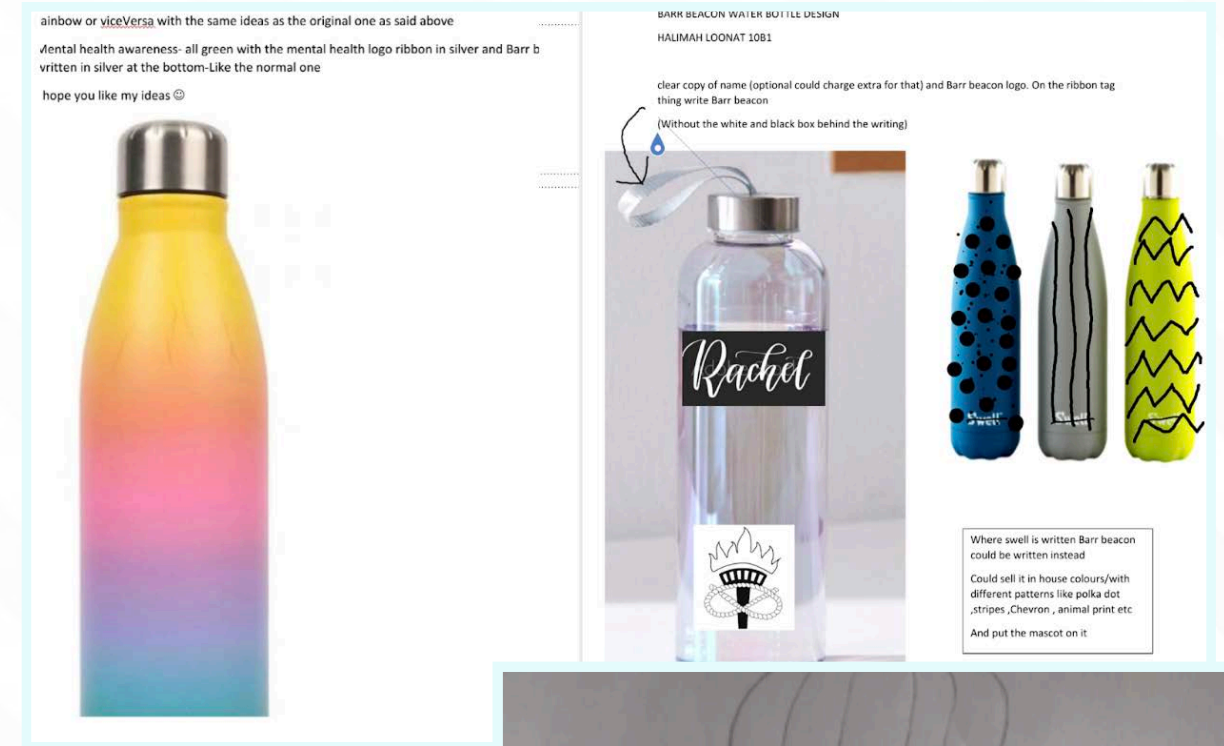 ainbow or viceVersa with the same ideas as the original one as said above
Mental health awareness- all green with the mental health logo ribbon in silver and Barr b
written in silver at the bottom-Like the normal one
hope you like my ideas ☺
BARR BEACON WATER BOTTLE DESIGN
HALIMAH LOONAT 10B1
clear copy of name (optional could charge extra for that) and Barr beacon logo. On the ribbon tag
thing write Barr beacon
(Without the white and black box behind the writing)
Rachel
Swell
Swell
Swell
Where swell is written Barr beacon
could be written instead
Could sell it in house colours/with
different patterns like polka dot
,stripes ,Chevron , animal print etc
And put the mascot on it